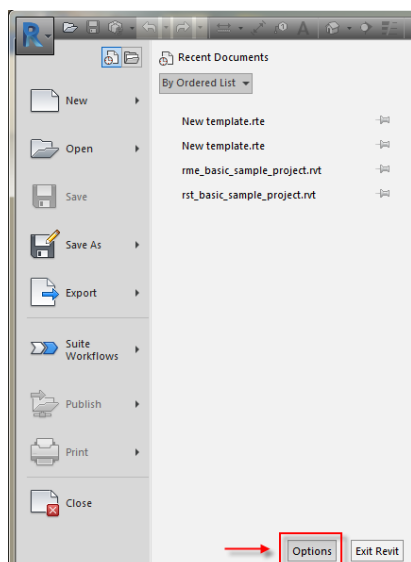 R
A
Recent Documents
By Ordered List
New
New template.rte
Open
New template.rte
rme_basic_sample_project.rvt
Save
rst_basic_sample_project.rvt
Save As
Export
Suite
Workflows
Publish
Print
Close
Options
Exit Revit